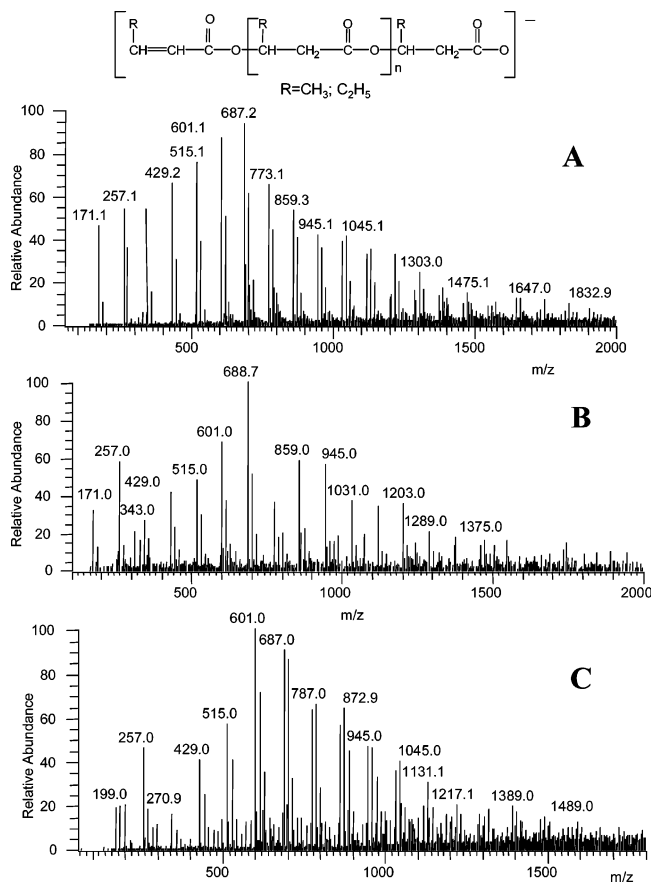 R R R −
O O O
CH=CH—C—O—CH—CH₂—C—O—CH—CH₂—C—O
n
R=CH₃; C₂H₅
A
Relative Abundance
100
80
60
40
20
0
171.1 257.1 429.2 515.1 601.1 687.2 773.1 859.3 945.1 1045.1 1303.0 1475.1 1647.0 1832.9
500 1000 1500 2000
m/z
B
Relative Abundance
100
80
60
40
20
0
171.0 257.0 343.0 429.0 515.0 601.0 688.7 859.0 945.0 1031.0 1203.0 1289.0 1375.0
500 1000 1500 2000
m/z
C
Relative Abundance
100
80
60
40
20
0
199.0 257.0 270.9 429.0 515.0 601.0 687.0 787.0 872.9 945.0 1045.0 1131.1 1217.1 1389.0 1489.0
500 1000 1500
m/z